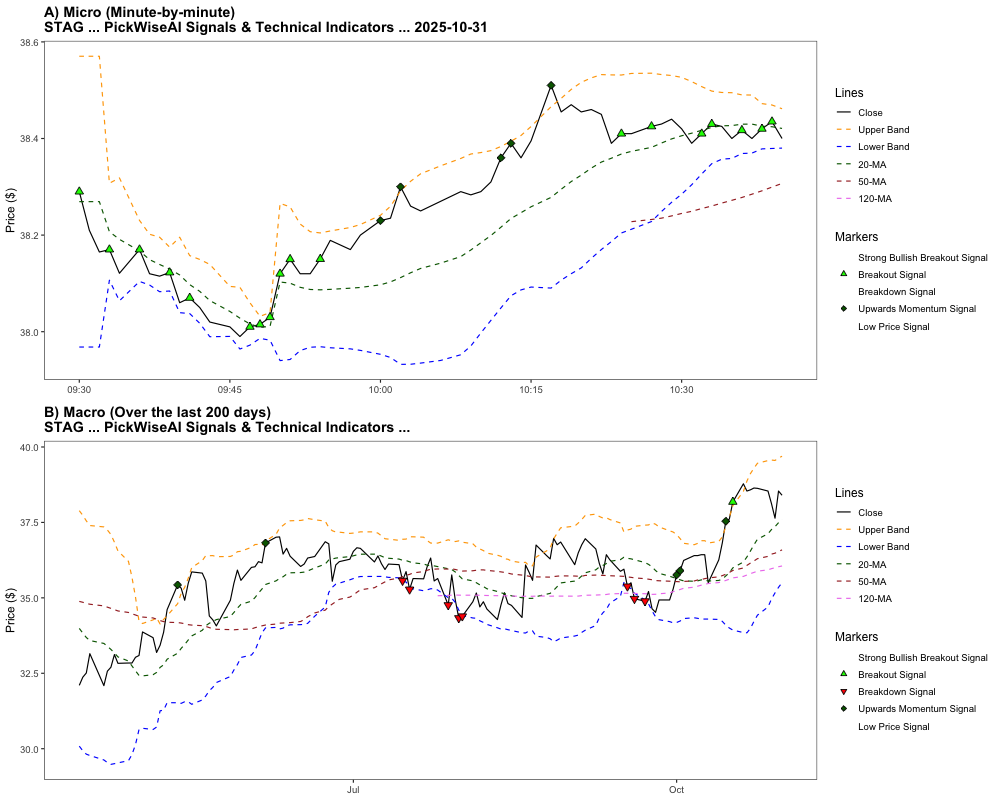 A) Micro (Minute-by-minute)
STAG ... PickWiseAI Signals & Technical Indicators ... 2025-10-31
38.6
38.4
38.2
38.0
Price ($)
09:30
09:45
10:00
10:15
10:30
Lines
Close
Upper Band
Lower Band
20-MA
50-MA
120-MA
Markers
Strong Bullish Breakout Signal
Breakout Signal
Breakdown Signal
Upwards Momentum Signal
Low Price Signal
B) Macro (Over the last 200 days)
STAG ... PickWiseAI Signals & Technical Indicators ...
40.0
37.5
35.0
32.5
30.0
Price ($)
Jul
Oct
Lines
Close
Upper Band
Lower Band
20-MA
50-MA
120-MA
Markers
Strong Bullish Breakout Signal
Breakout Signal
Breakdown Signal
Upwards Momentum Signal
Low Price Signal